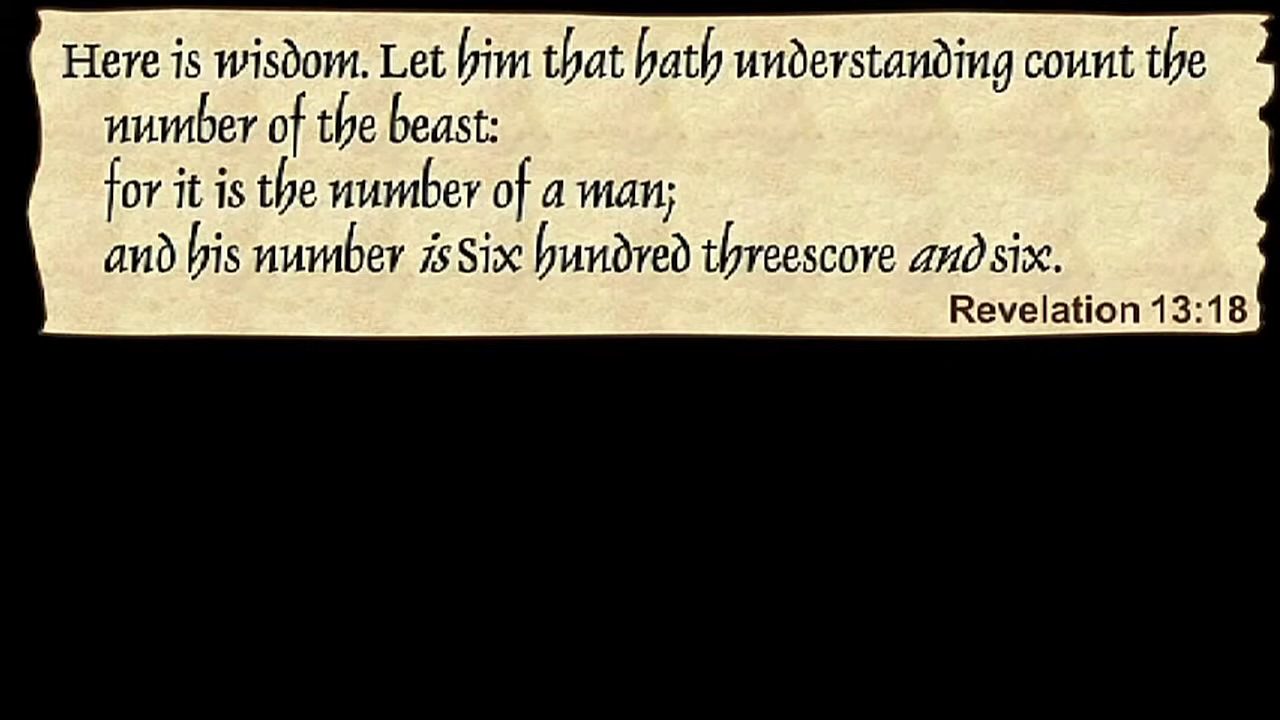 Here is wisdom. Let him that hath understanding count the
number of the beast:
for it is the number of a man;
and his number is Six hundred threescore and six.
Revelation 13:18